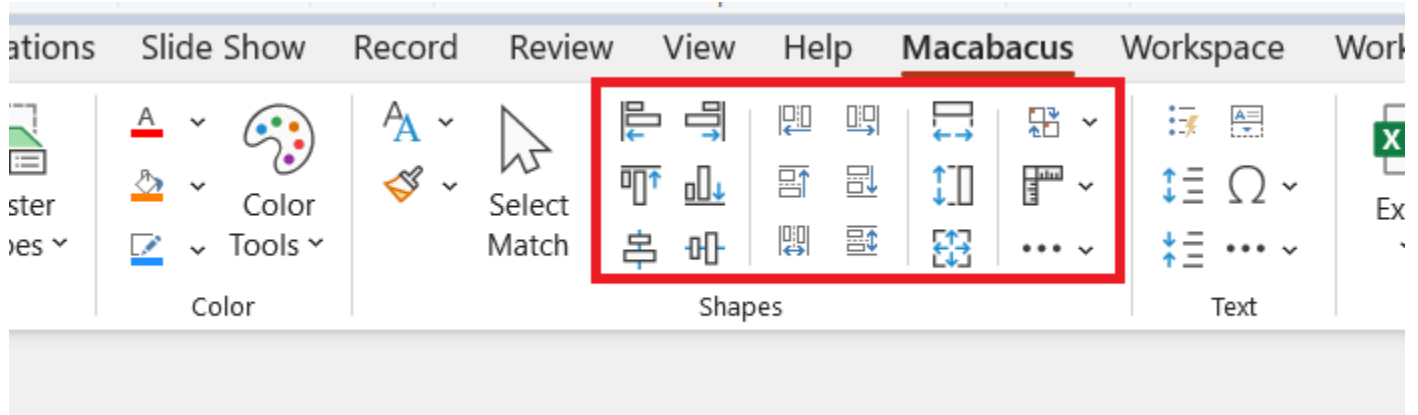 ations Slide Show Record Review View Help Macabacus Workspace Work
ster
pes
Color
Tools
Select
Match
Ex
Color Shapes Text